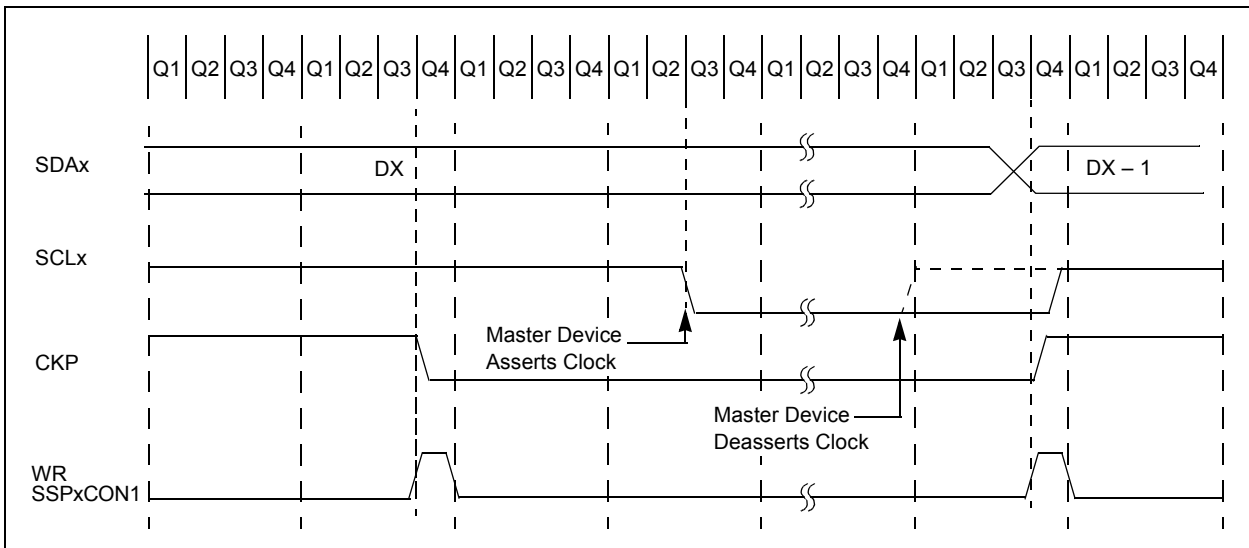 Q1 Q2 Q3 Q4 Q1 Q2 Q3 Q4 Q1 Q2 Q3 Q4 Q1 Q2 Q3 Q4 Q1 Q2 Q3 Q4 Q1 Q2 Q3 Q4 Q1 Q2 Q3 Q4
SDAx
DX
DX – 1
SCLx
Master Device
Asserts Clock
CKP
Master Device
Deasserts Clock
WR
SSPxCON1